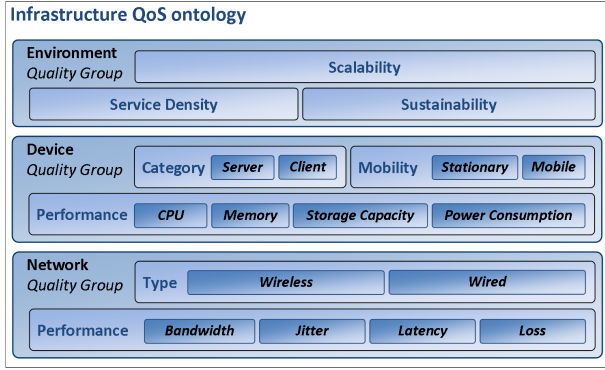 Infrastructure QoS ontology
Environment
Quality Group
Scalability
Service Density Sustainability
Device
Quality Group
Category Server Client Mobility Stationary Mobile
Performance CPU Memory Storage Capacity Power Consumption
Network
Quality Group
Type Wireless Wired
Performance Bandwidth Jitter Latency Loss